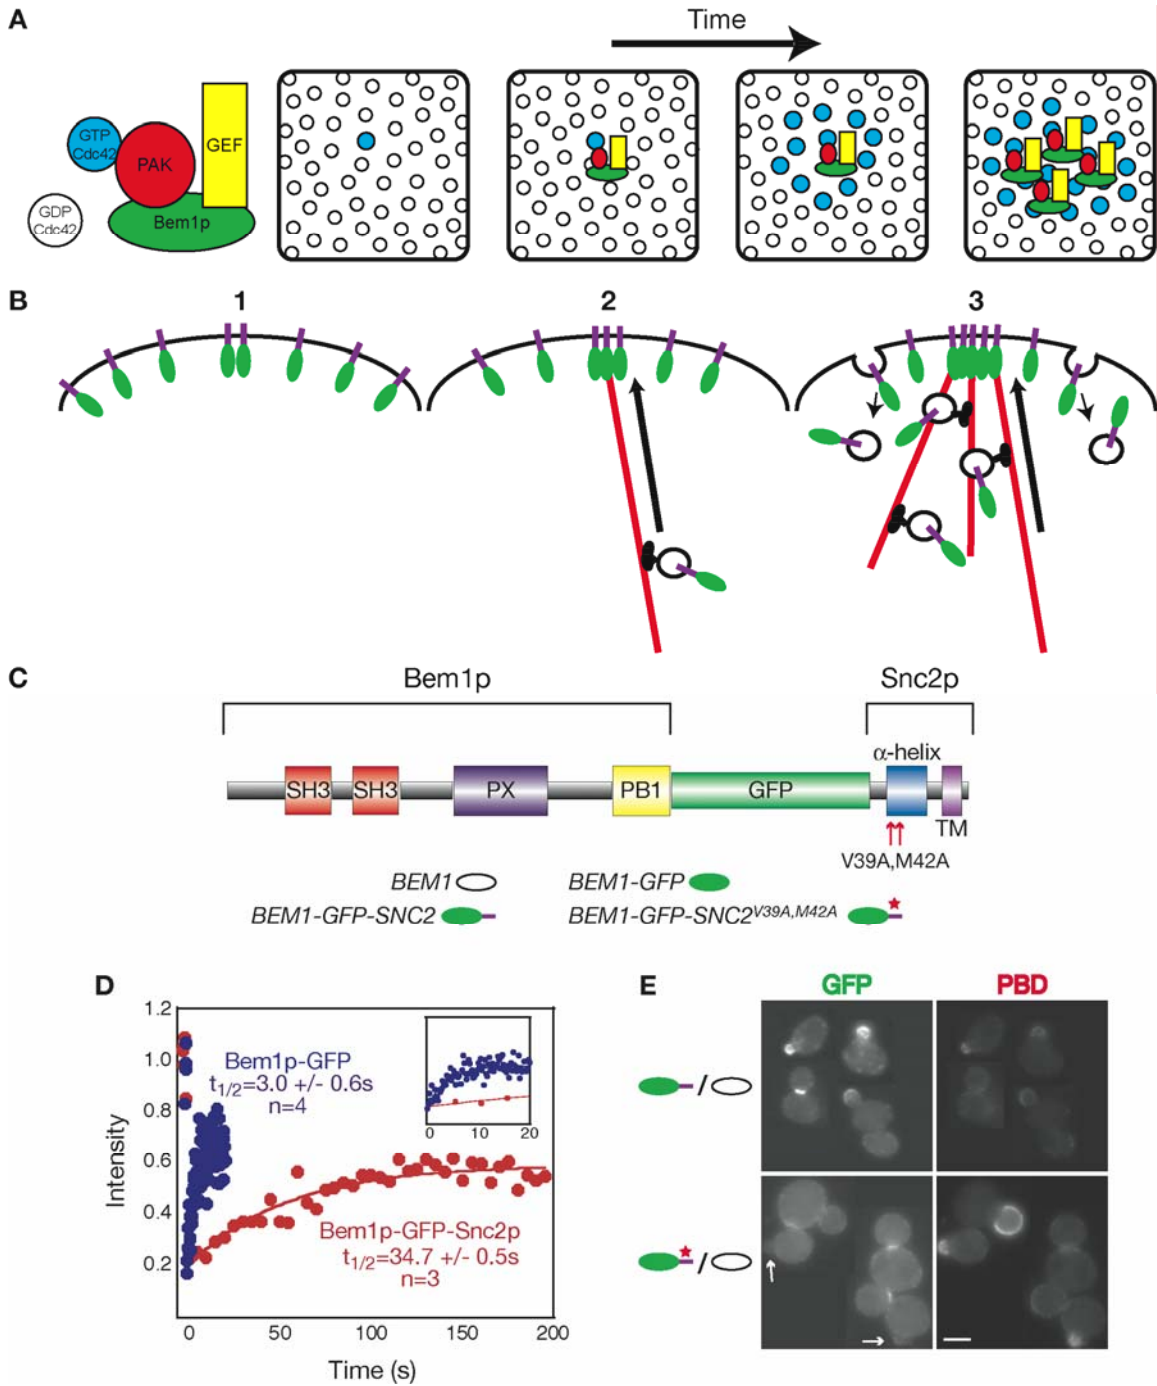 A
Time
GTP
Cdc42
PAK
GEF
GDP
Cdc42
Bem1p
B
1
2
3
C
Bem1p
Snc2p
α-helix
SH3
SH3
PX
PB1
GFP
TM
V39A,M42A
BEM1
BEM1-GFP
BEM1-GFP-SNC2
BEM1-GFP-SNC2V39A,M42A
D
1.2
1.0
0.8
0.6
0.4
0.2
Intensity
Bem1p-GFP
t1/2=3.0 +/- 0.6s
n=4
0
10
20
Bem1p-GFP-Snc2p
t1/2=34.7 +/- 0.5s
n=3
0
50
100
150
200
Time (s)
E
GFP
PBD
/
/